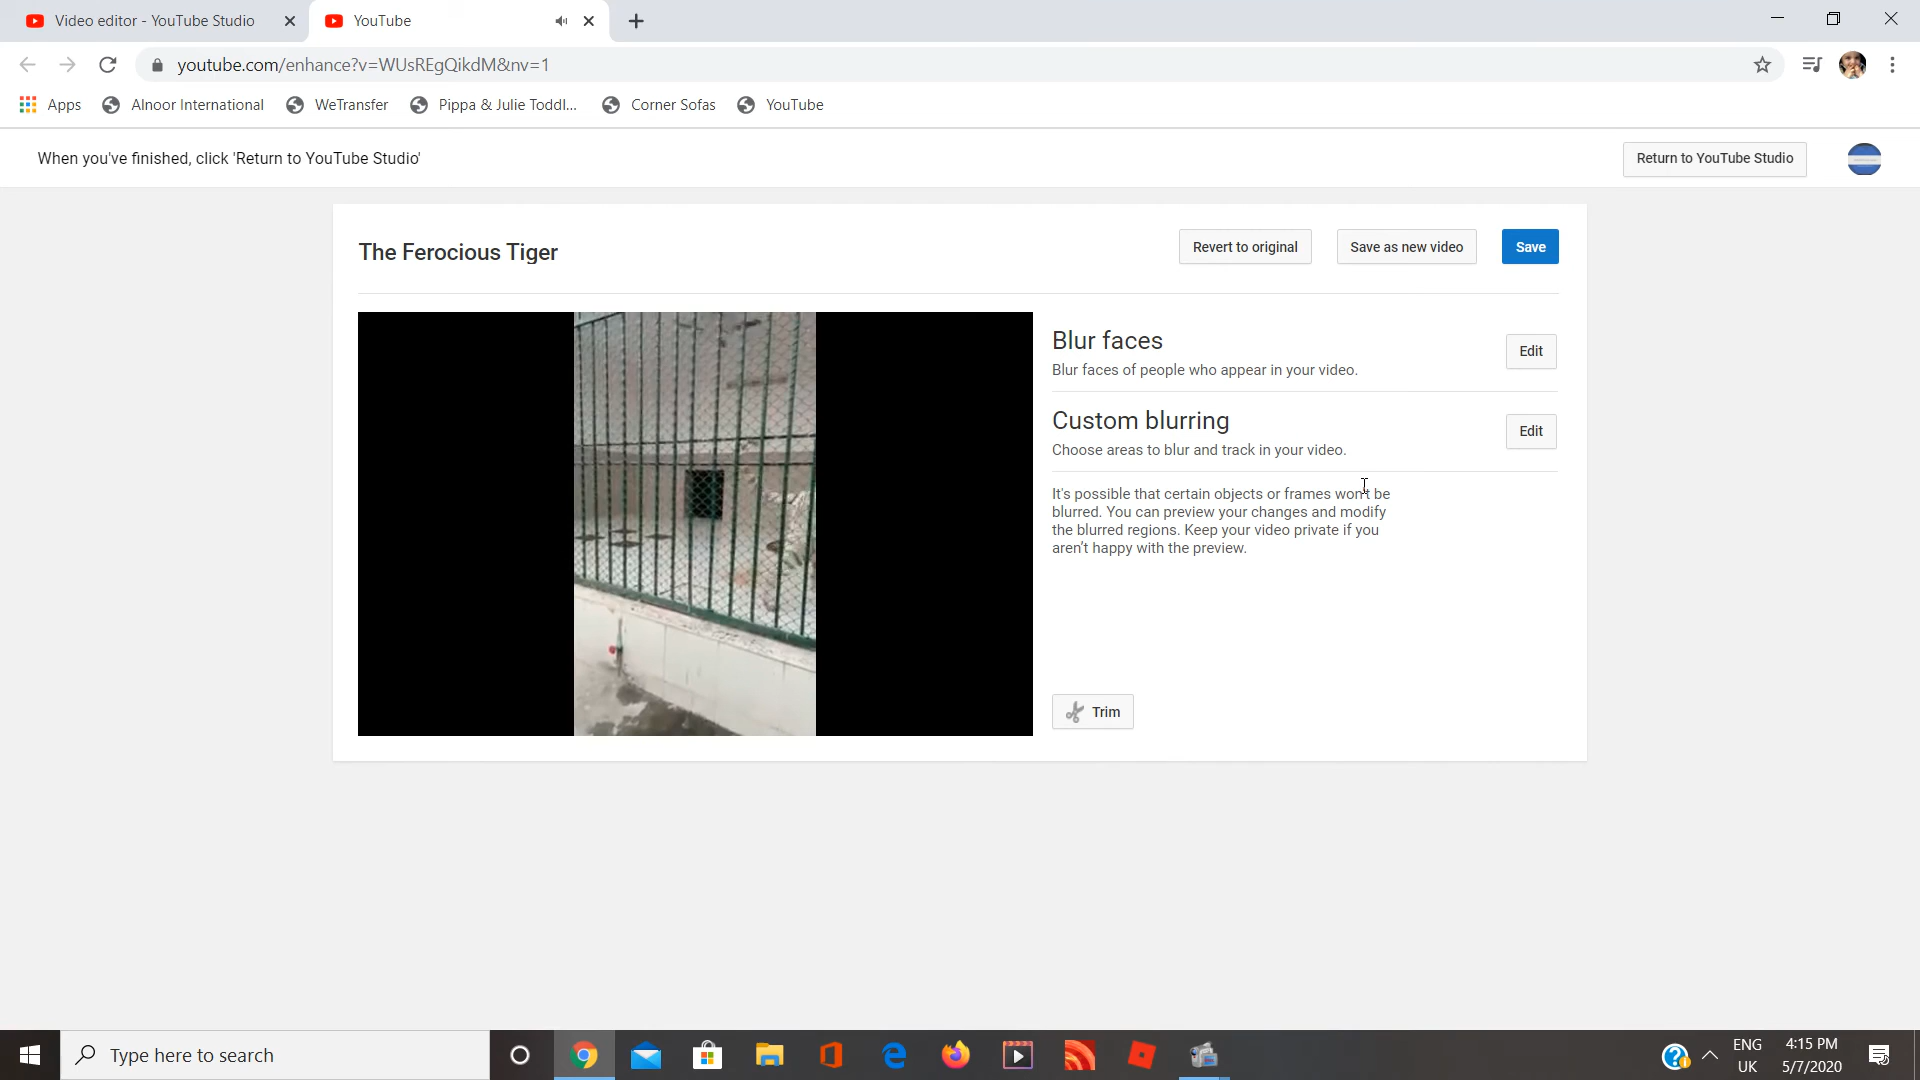 Video editor - YouTube Studio
YouTube
youtube.com/enhance?v=WUsREgQikdM&nv=1
Apps
Alnoor International
WeTransfer
Pippa & Julie Toddl...
Corner Sofas
YouTube
When you've finished, click 'Return to YouTube Studio'
Return to YouTube Studio
The Ferocious Tiger
Revert to original
Save as new video
Save
Blur faces
Blur faces of people who appear in your video.
Edit
Custom blurring
Choose areas to blur and track in your video.
Edit
It's possible that certain objects or frames won't be
blurred. You can preview your changes and modify
the blurred regions. Keep your video private if you
aren't happy with the preview.
Trim
Type here to search
ENG
UK
4:15 PM
5/7/2020